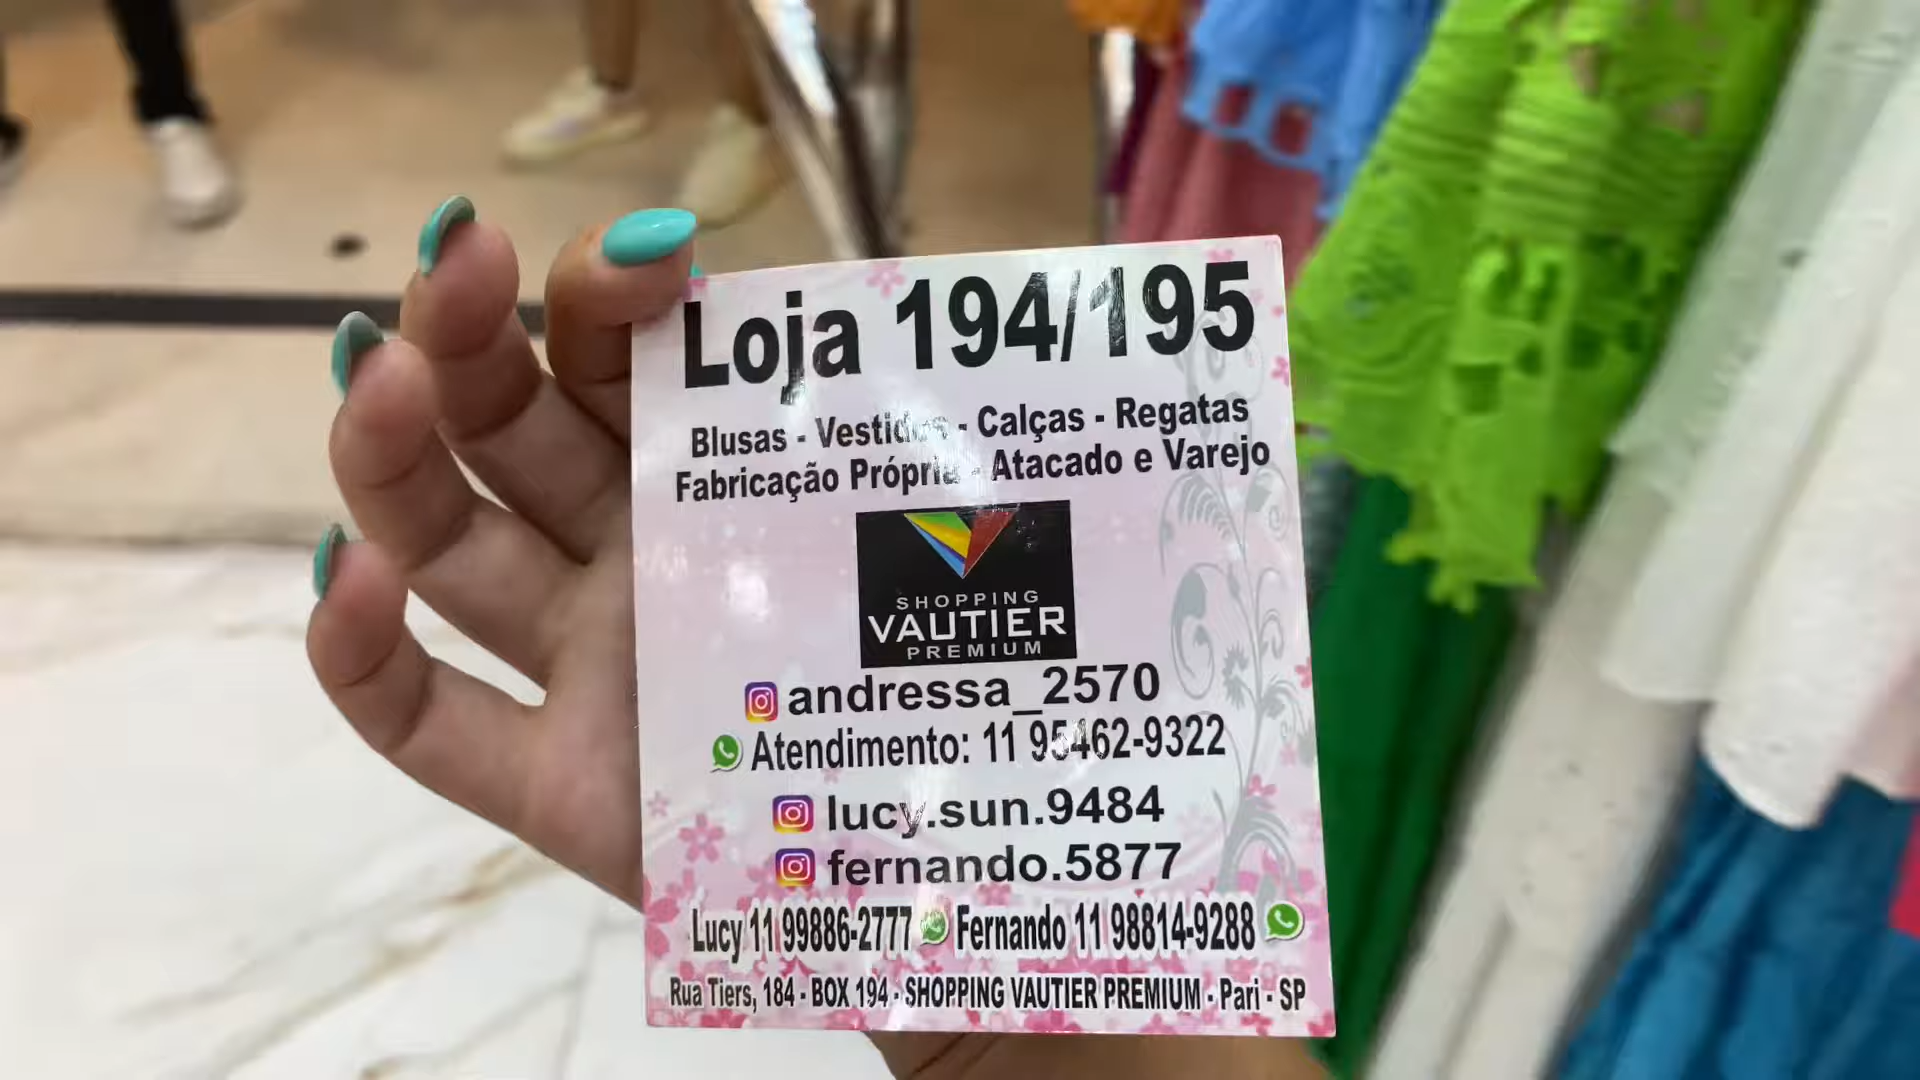 Loja 194/195
Blusas - Vestidos - Calças - Regatas
Fabricação Própria - Atacado e Varejo
SHOPPING
VAUTIER
PREMIUM
andressa_2570
Atendimento: 11 95462-9322
lucy.sun.9484
fernando.5877
Lucy 11 99886-2777 Fernando 11 98814-9288
Rua Tiers, 184 - BOX 194 - SHOPPING VAUTIER PREMIUM - Pari - SP